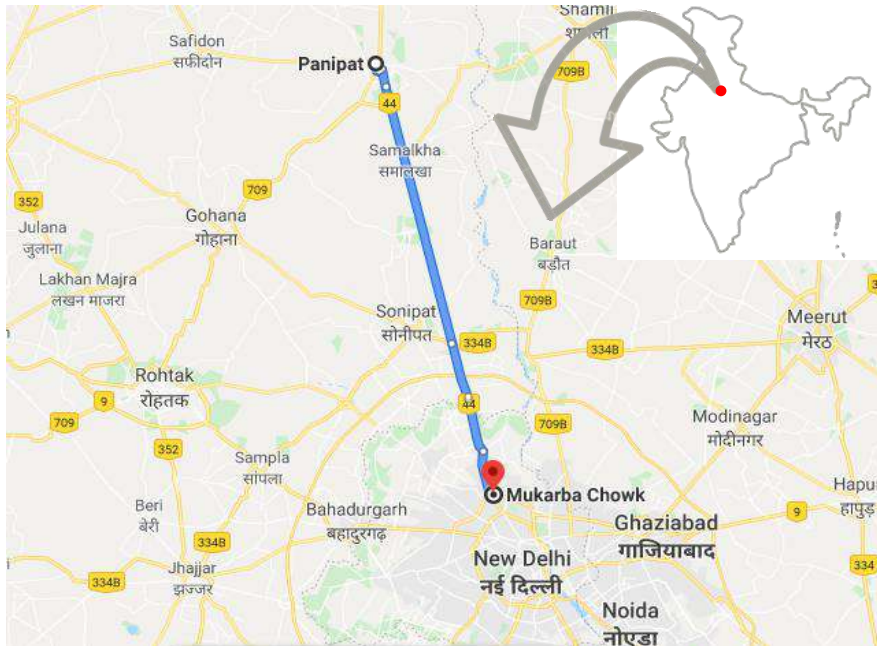 Shamli
शामली
Safidon
सफीदोन
Panipat
709B
44
Samalkha
समालखा
709
352
Gohana
गोहाना
Julana
जुलाना
Baraut
बड़ौत
Lakhan Majra
लखन माजरा
709B
Sonipat
सोनीपत
Meerut
मेरठ
334B
334B
Rohtak
रोहतक
9
44
709
709B
Modinagar
मोदीनगर
352
Sampla
सांपला
Mukarba Chowk
Hapur
हापुड़
Beri
बेरी
Bahadurgarh
बहादुरगढ़
9
Ghaziabad
गाजियाबाद
334B
New Delhi
नई दिल्ली
Jhajjar
झज्जर
334B
334
Noida
नोएडा